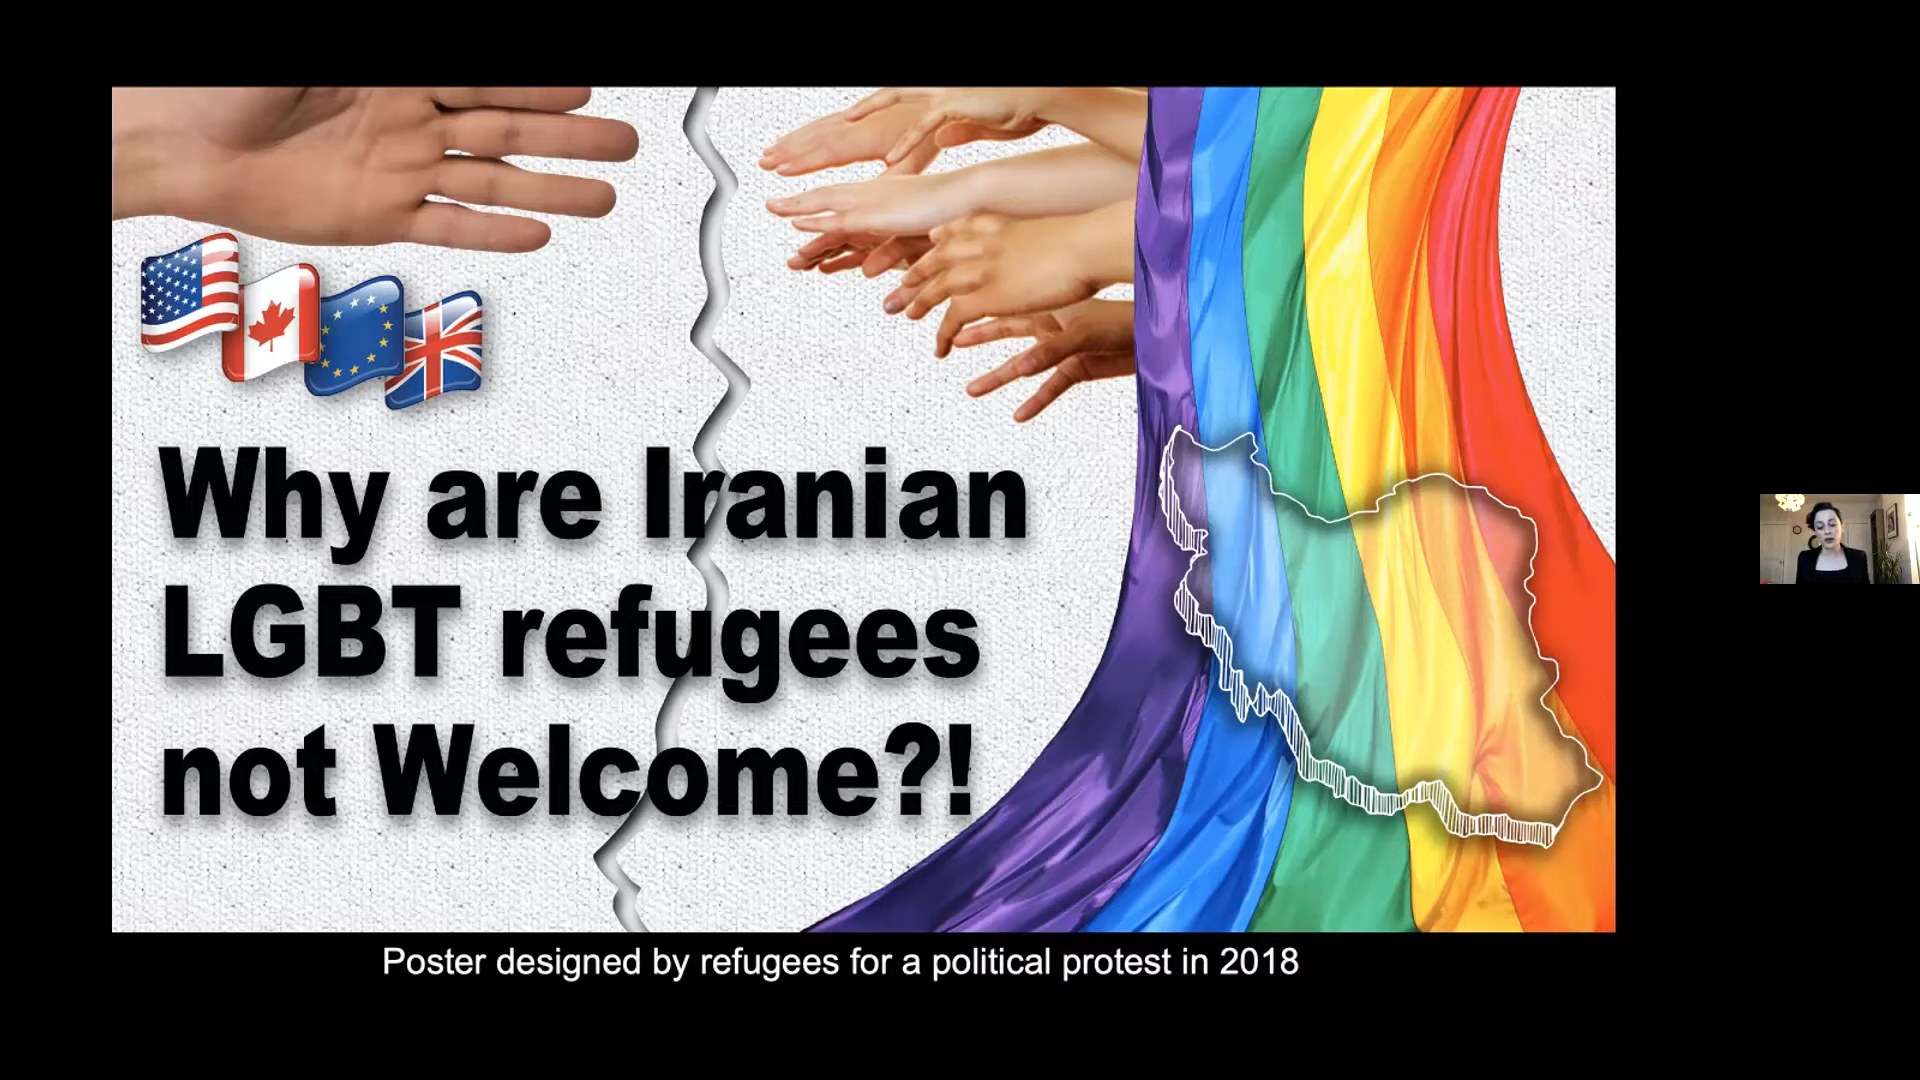 Why are Iranian
LGBT refugees
not Welcome?!
Poster designed by refugees for a political protest in 2018